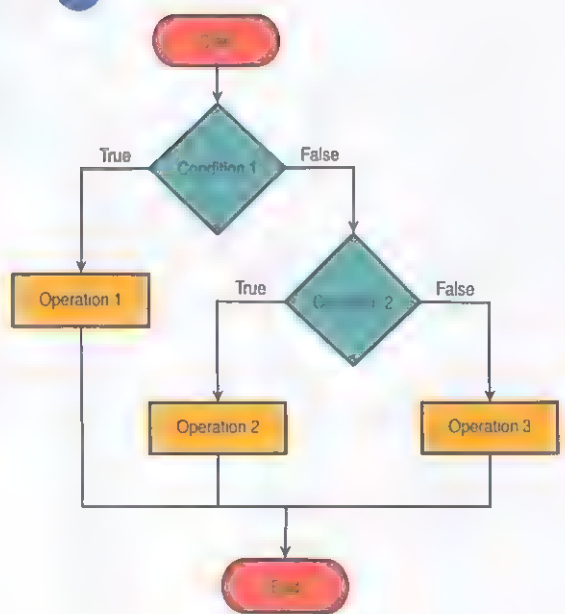 True
Condition 1
False
Operation 1
True
2
False
Operation 2
Operation 3